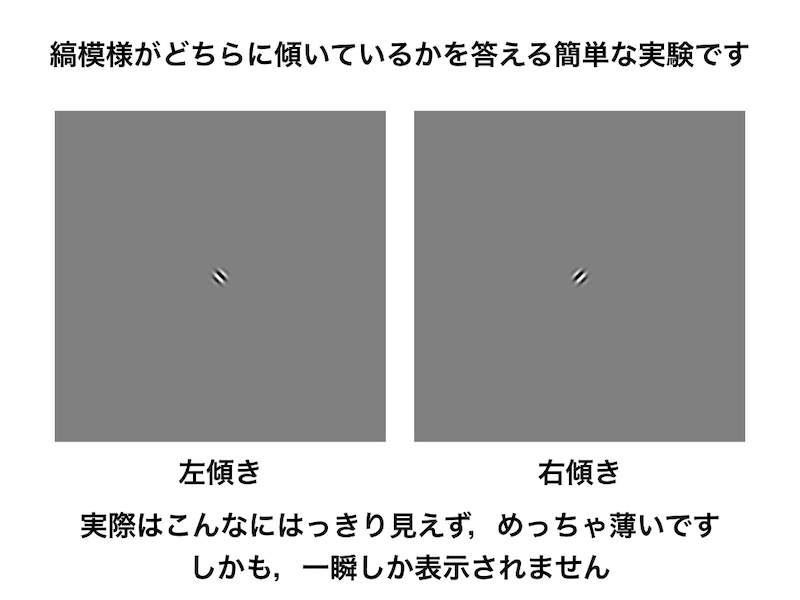 縞模様がどちらに傾いているかを答える簡単な実験です
左傾き
右傾き
実際はこんなにはっきり見えず，めっちゃ薄いです
しかも，一瞬しか表示されません